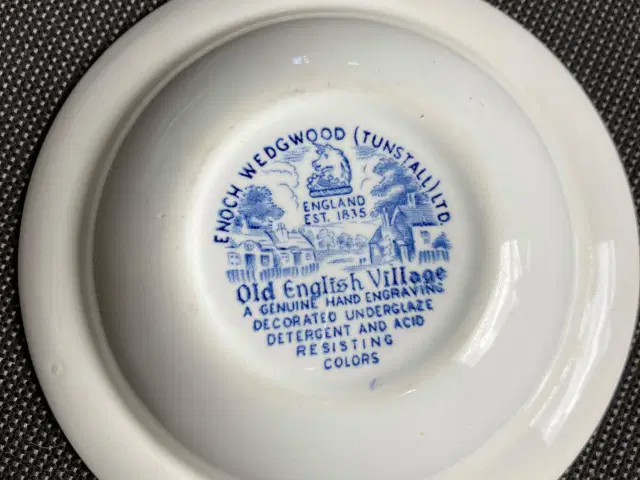 ENOCH WEDGWOOD (TUNSTALL) LTD.
ENGLAND
EST. 1835
Old English Village
A GENUINE HAND ENGRAVING
DECORATED UNDERGLAZE
DETERGENT AND ACID
RESISTING
COLORS